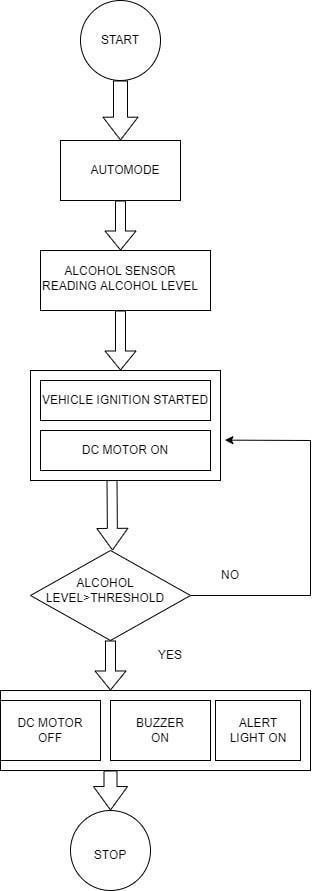 START
AUTOMODE
ALCOHOL SENSOR
READING ALCOHOL LEVEL
VEHICLE IGNITION STARTED
DC MOTOR ON
ALCOHOL
LEVEL>THRESHOLD
NO
YES
DC MOTOR
OFF
BUZZER
ON
ALERT
LIGHT ON
STOP